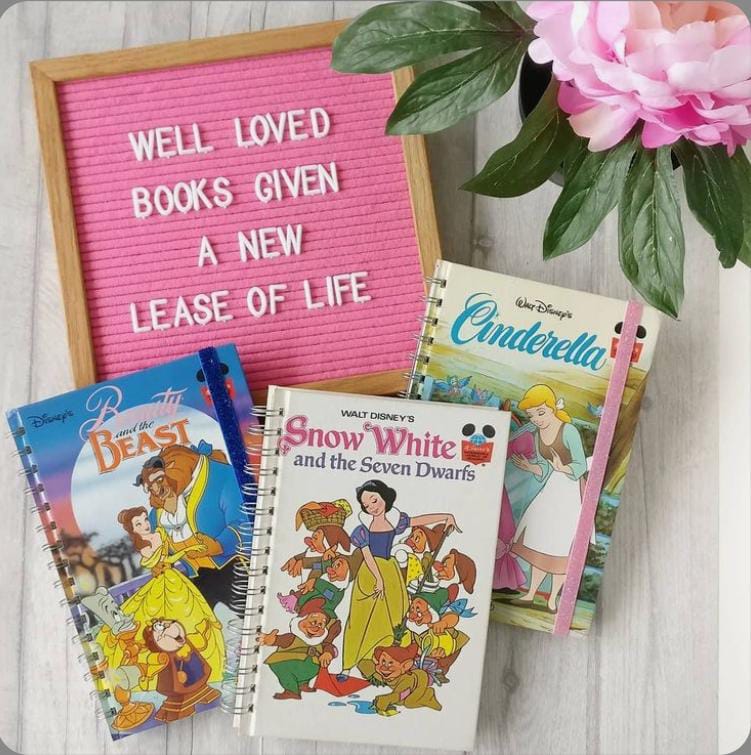 WELL LOVED
BOOKS GIVEN
A NEW
LEASE OF LIFE
Walt Disney's
Cinderella
Disney's
Beauty
and the
BEAST
WALT DISNEY'S
Snow White
and the Seven Dwarfs